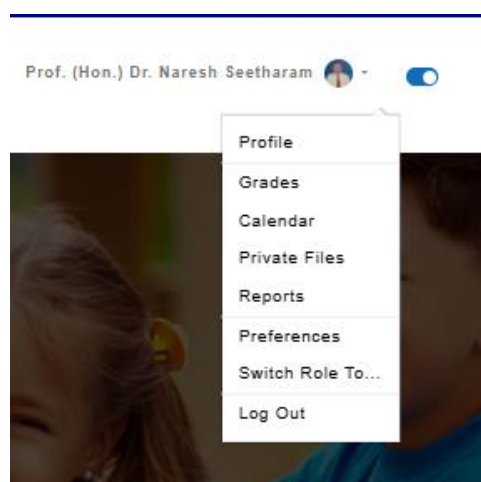 Prof. (Hon.) Dr. Naresh Seetharam
Profile
Grades
Calendar
Private Files
Reports
Preferences
Switch Role To...
Log Out